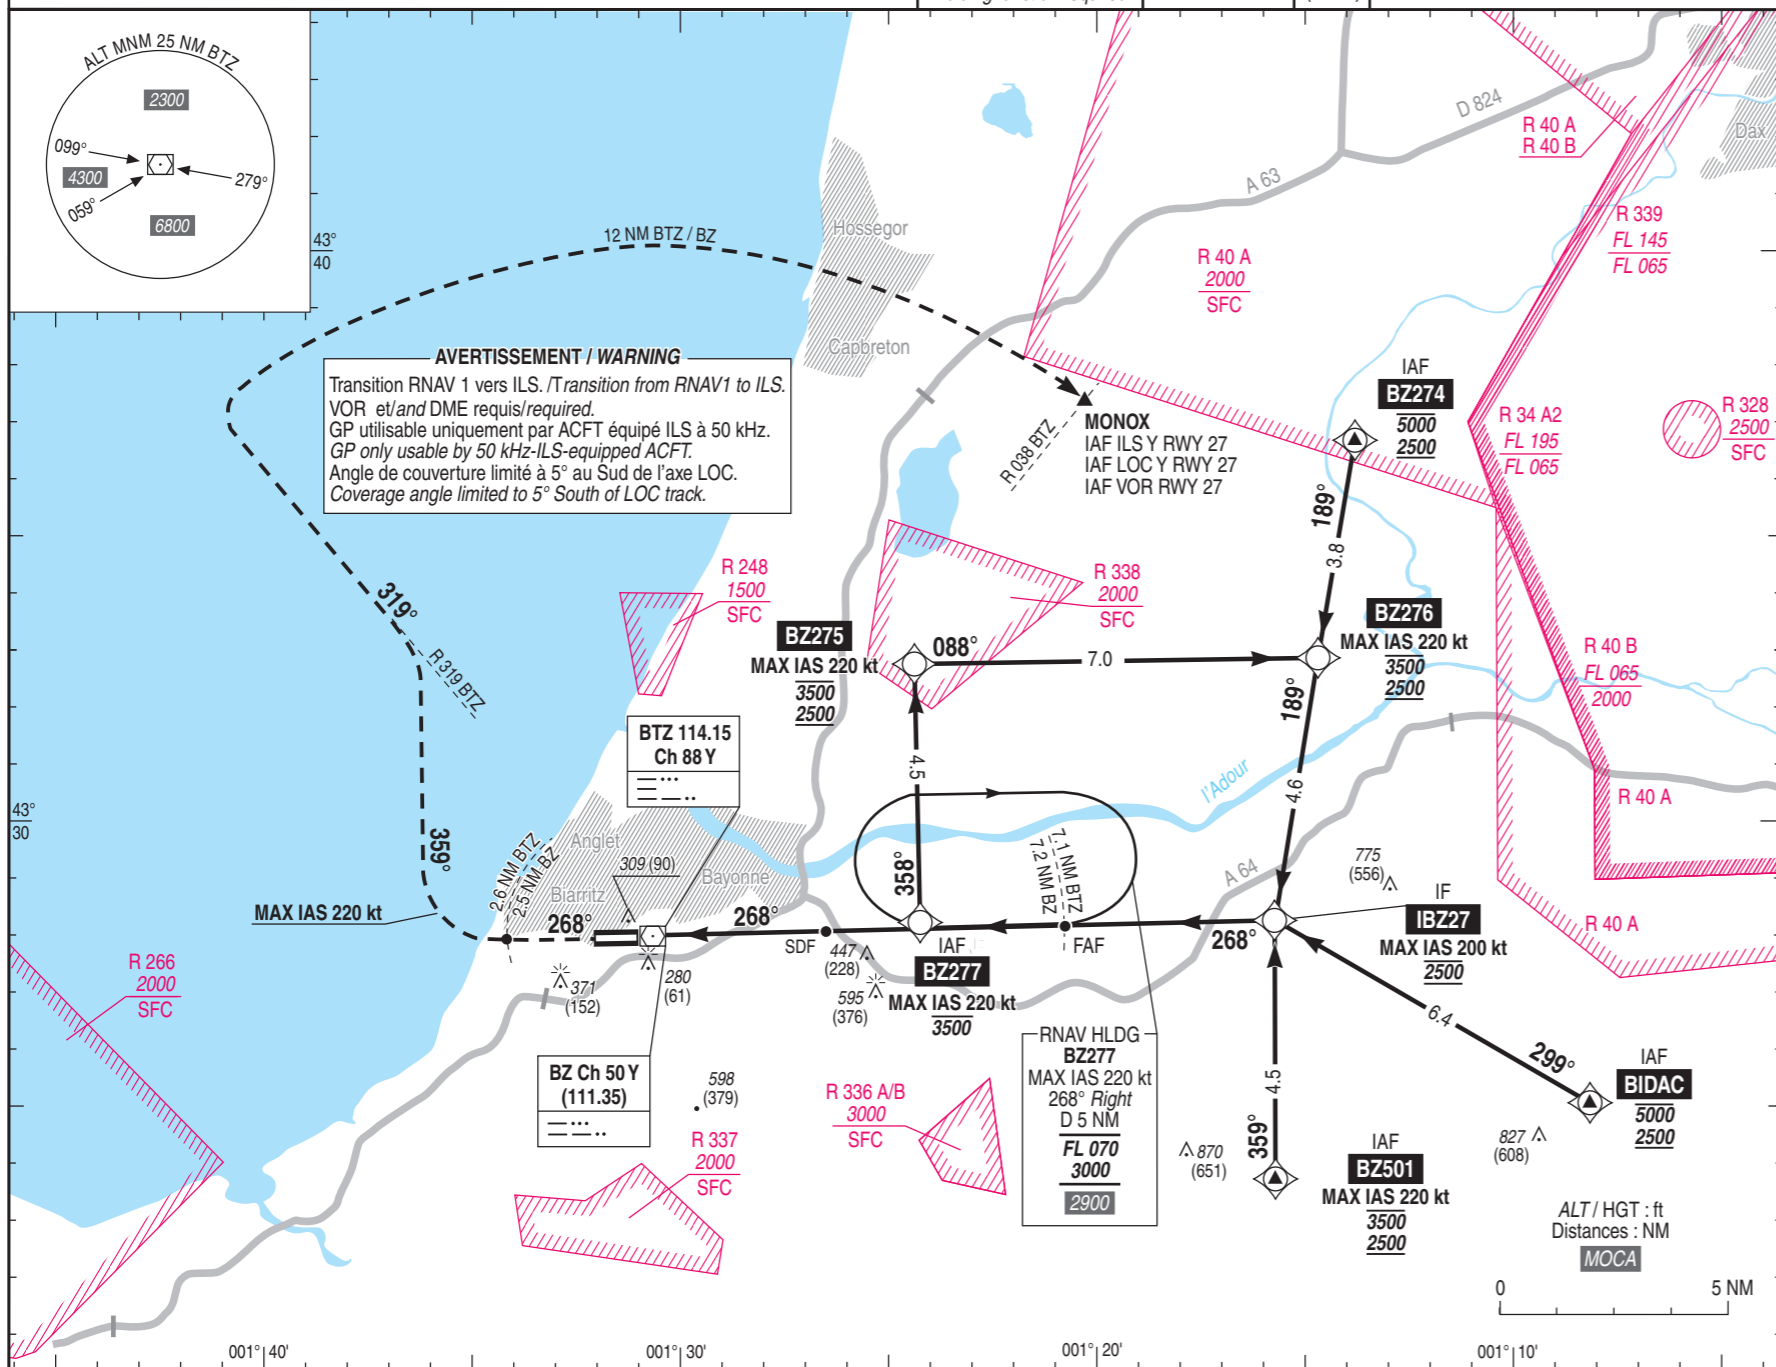 ALT MNM 25 NM BTZ
2300
099°
4300
279°
059°
6800
43°
40
12 NM BTZ / BZ
Hossegor
Capbreton
D 824
A 63
Dax
R 40 A
R 40 B
R 339
FL 145
FL 065
R 40 A
2000
SFC
AVERTISSEMENT / WARNING
Transition RNAV 1 vers ILS. /Transition from RNAV1 to ILS.
VOR et/and DME requis/required.
GP utilisable uniquement par ACFT équipé ILS à 50 kHz.
GP only usable by 50 kHz-ILS-equipped ACFT.
Angle de couverture limité à 5° au Sud de l'axe LOC.
Coverage angle limited to 5° South of LOC track.
R 038 BTZ
MONOX
IAF ILS Y RWY 27
IAF LOC Y RWY 27
IAF VOR RWY 27
IAF
BZ274
5000
2500
R 34 A2
FL 195
FL 065
R 328
2500
SFC
189°
3.8
319°
R 319 BTZ
R 248
1500
SFC
R 338
2000
SFC
BZ275
MAX IAS 220 kt
3500
2500
088°
7.0
BZ276
MAX IAS 220 kt
3500
2500
R 40 B
FL 065
2000
189°
4.6
BTZ 114.15
Ch 88 Y
4.5
l'Adour
R 40 A
43°
30
359°
2.6 NM BTZ
2.5 NM BZ
Anglet
309 (90)
Biarritz
Bayonne
358°
7.1 NM BTZ
7.2 NM BZ
A 64
775
(556)
MAX IAS 220 kt
268°
268°
SDF
447
(228)
IAF
BZ277
MAX IAS 220 kt
3500
FAF
268°
IF
IBZ27
MAX IAS 200 kt
2500
R 40 A
R 266
2000
SFC
371
(152)
280
(61)
595
(376)
6.4
299°
IAF
BIDAC
5000
2500
BZ Ch 50 Y
(111.35)
598
(379)
R 337
2000
SFC
R 336 A/B
3000
SFC
RNAV HLDG
BZ277
MAX IAS 220 kt
268° Right
D 5 NM
FL 070
3000
2900
4.5
359°
870
(651)
827
(608)
IAF
BZ501
MAX IAS 220 kt
3500
2500
ALT / HGT : ft
Distances : NM
MOCA
0 5 NM
001° 40'
001° 30'
001° 20'
001° 10'